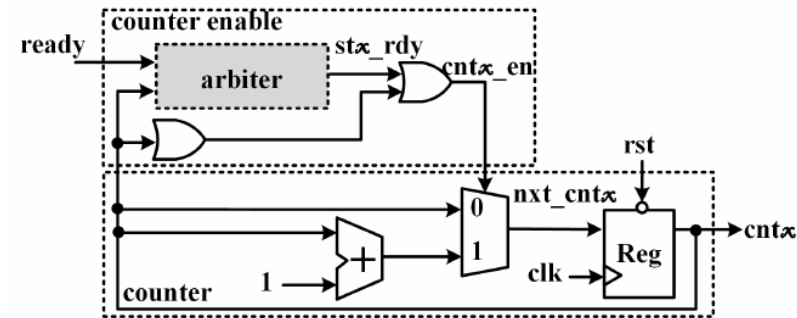 counter enable
ready
stx_rdy
arbiter
cntx_en
rst
nxt_cntx
0
1
+
Reg
cntx
clk
1
counter